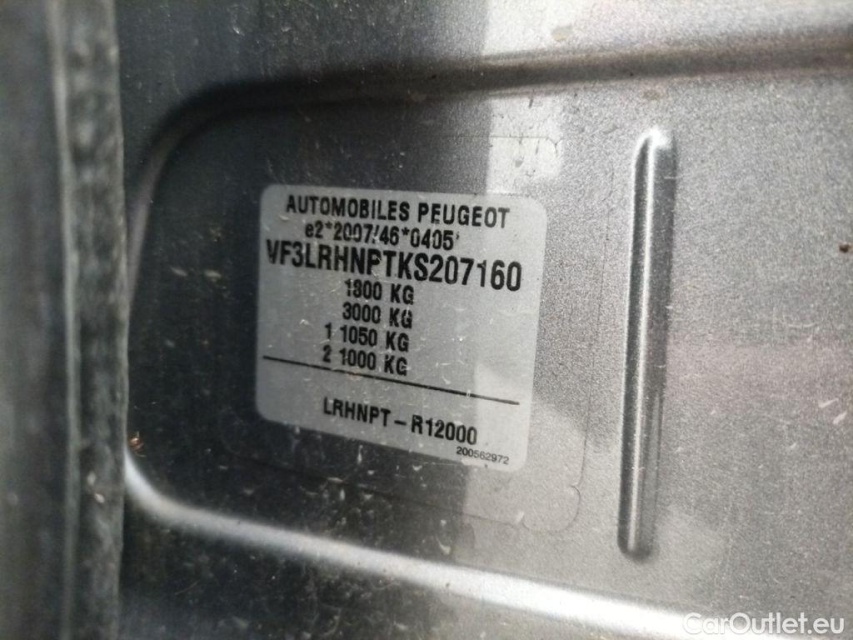 AUTOMOBILES PEUGEOT
e2*2007/46*0405*
VF3LRHNPTKS207160
1800 KG
3000 KG
1 1050 KG
2 1000 KG
LRHNPT-R12000
200562972
CarOutlet.eu